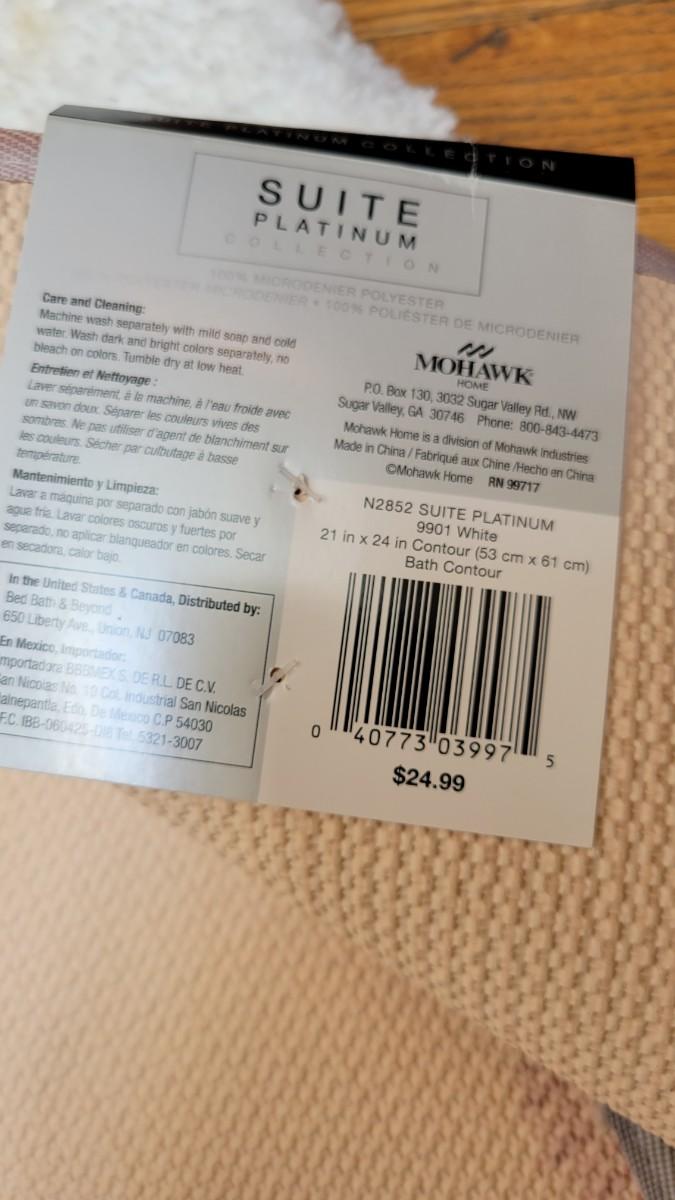 SUITE PLATINUM COLLECTION
SUITE
PLATINUM
COLLECTION
100% MICRODENIER POLYESTER
MICRODENIER • 100% POLIÉSTER DE MICRODENIER
Care and Cleaning:
Machine wash separately with mild soap and cold
water. Wash dark and bright colors separately, no
bleach on colors. Tumble dry at low heat.
Entretien et Nettoyage :
Laver séparément, à la machine, à l'eau froide avec
un savon doux. Séparer les couleurs vives des
sombres. Ne pas utiliser d'agent de blanchiment sur
les couleurs. Sécher par culbutage à basse
température.
Mantenimiento y Limpieza:
Lavar a máquina por separado con jabón suave y
agua fría. Lavar colores oscuros y fuertes por
separado, no aplicar blanqueador en colores. Secar
en secadora, calor bajo.
In the United States & Canada, Distributed by:
Bed Bath & Beyond
650 Liberty Ave., Union, NJ 07083
En Mexico, Importador:
mportadora BBBMEX S. DE R.L. DE C.V.
an Nicolas No. 10 Col. Industrial San Nicolas
alnepantla, Edo. De Mexico C.P 54030
F.C. IBB-060425-DI6 Tel. 5321-3007
MOHAWK
HOME
P.O. Box 130, 3032 Sugar Valley Rd., NW
Sugar Valley, GA 30746 Phone: 800-843-4473
Mohawk Home is a division of Mohawk Industries
Made in China / Fabriqué aux Chine /Hecho en China
©Mohawk Home RN 99717
N2852 SUITE PLATINUM
9901 White
21 in x 24 in Contour (53 cm x 61 cm)
Bath Contour
0 40773 03997 5
$24.99